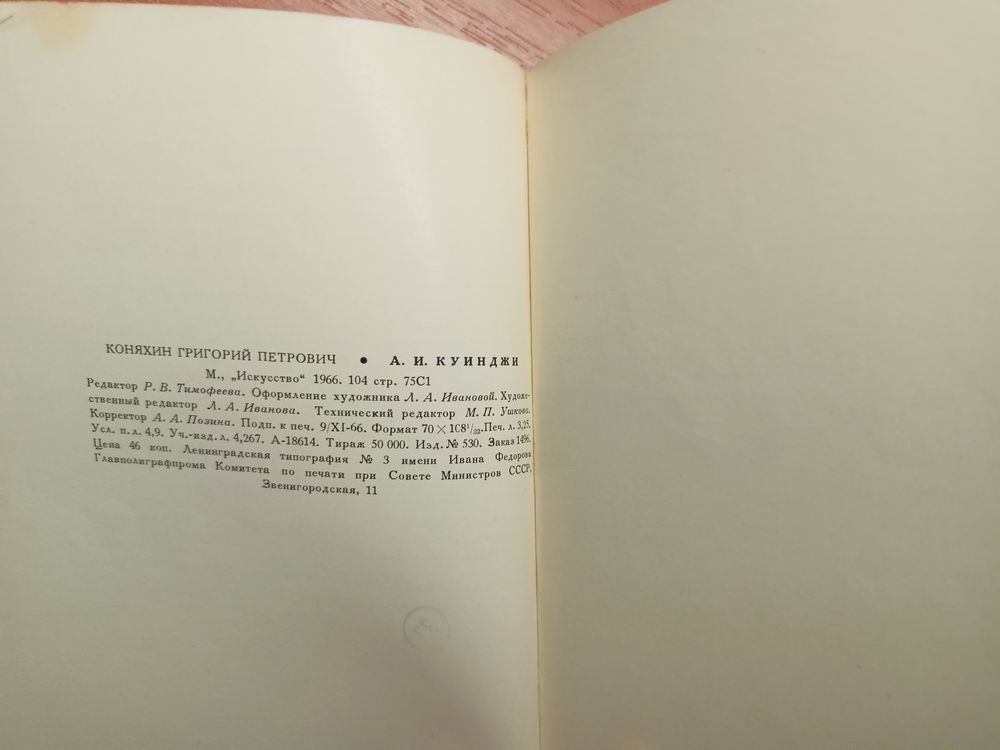 КОНЯХИН ГРИГОРИЙ ПЕТРОВИЧ ● А. И. КУИНДЖИ
М., „Искусство“ 1966. 104 стр. 75С1
Редактор Р. В. Тимофеева. Оформление художника Л. А. Ивановой. Художе-
ственный редактор Л. А. Иванова. Технический редактор М. П. Ушкова.
Корректор А. А. Позина. Подп. к печ. 9/XI-66. Формат 70×108¹/₃₂. Печ. л. 3,25.
Усл. п. л. 4,9. Уч.-изд. л. 4,267. А-18614. Тираж 50 000. Изд. № 530. Заказ 1496.
Цена 46 коп. Ленинградская типография № 3 имени Ивана Федорова
Главполиграфпрома Комитета по печати при Совете Министров СССР,
Звенигородская, 11